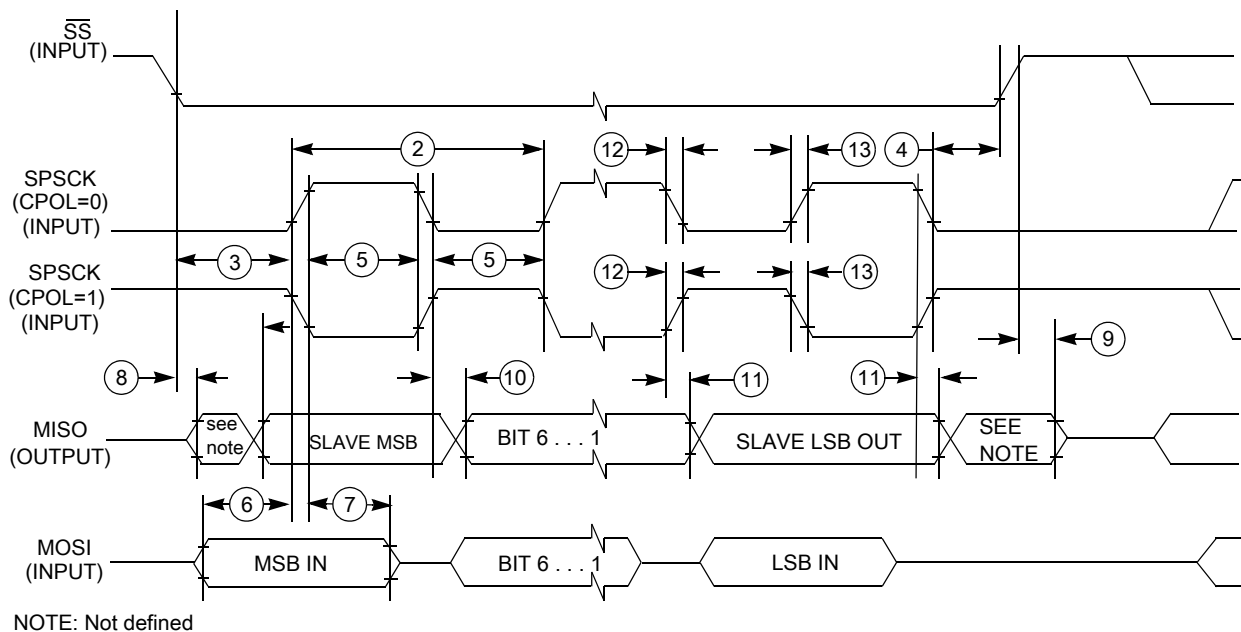 SS
(INPUT)
2
12
13
4
SPSCK
(CPOL=0)
(INPUT)
3
5
5
SPSCK
(CPOL=1)
(INPUT)
12
13
9
8
10
11
11
MISO
(OUTPUT)
see
note
SLAVE MSB
BIT 6 . . . 1
SLAVE LSB OUT
SEE
NOTE
6
7
MOSI
(INPUT)
MSB IN
BIT 6 . . . 1
LSB IN
NOTE: Not defined